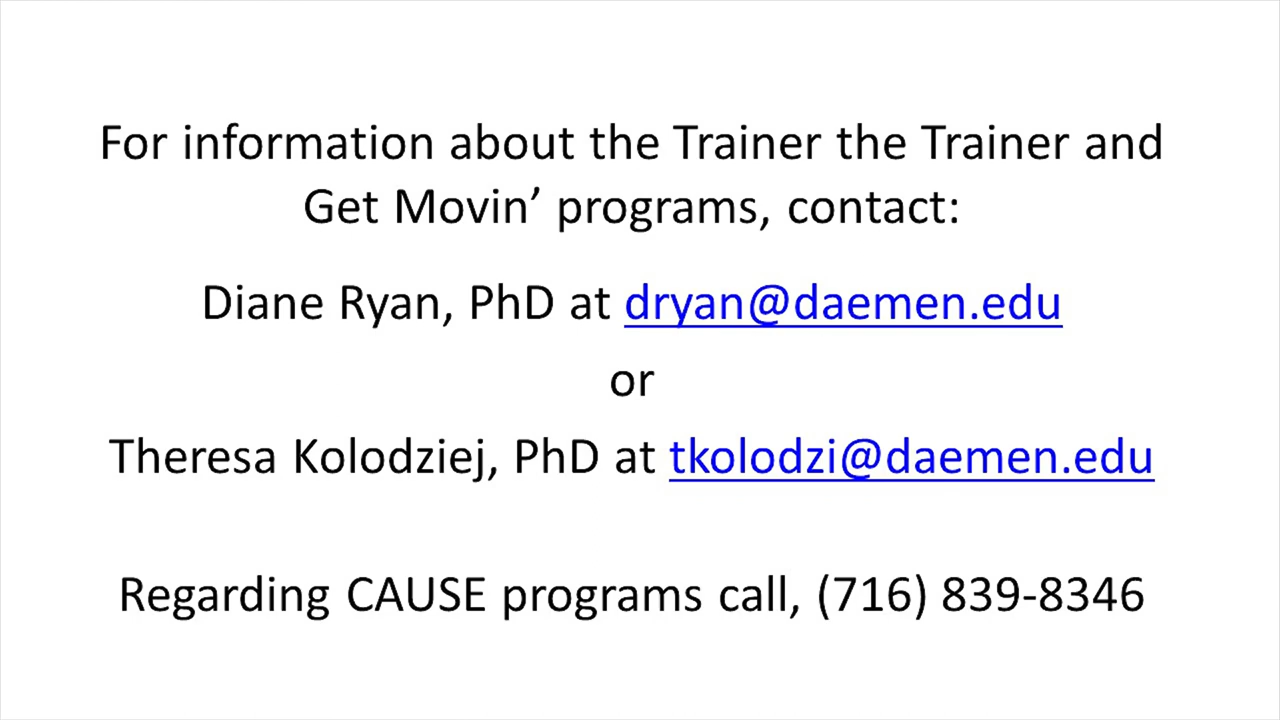 For information about the Trainer the Trainer and
Get Movin’ programs, contact:
Diane Ryan, PhD at dryan@daemen.edu
or
Theresa Kolodziej, PhD at tkolodzi@daemen.edu
Regarding CAUSE programs call, (716) 839-8346